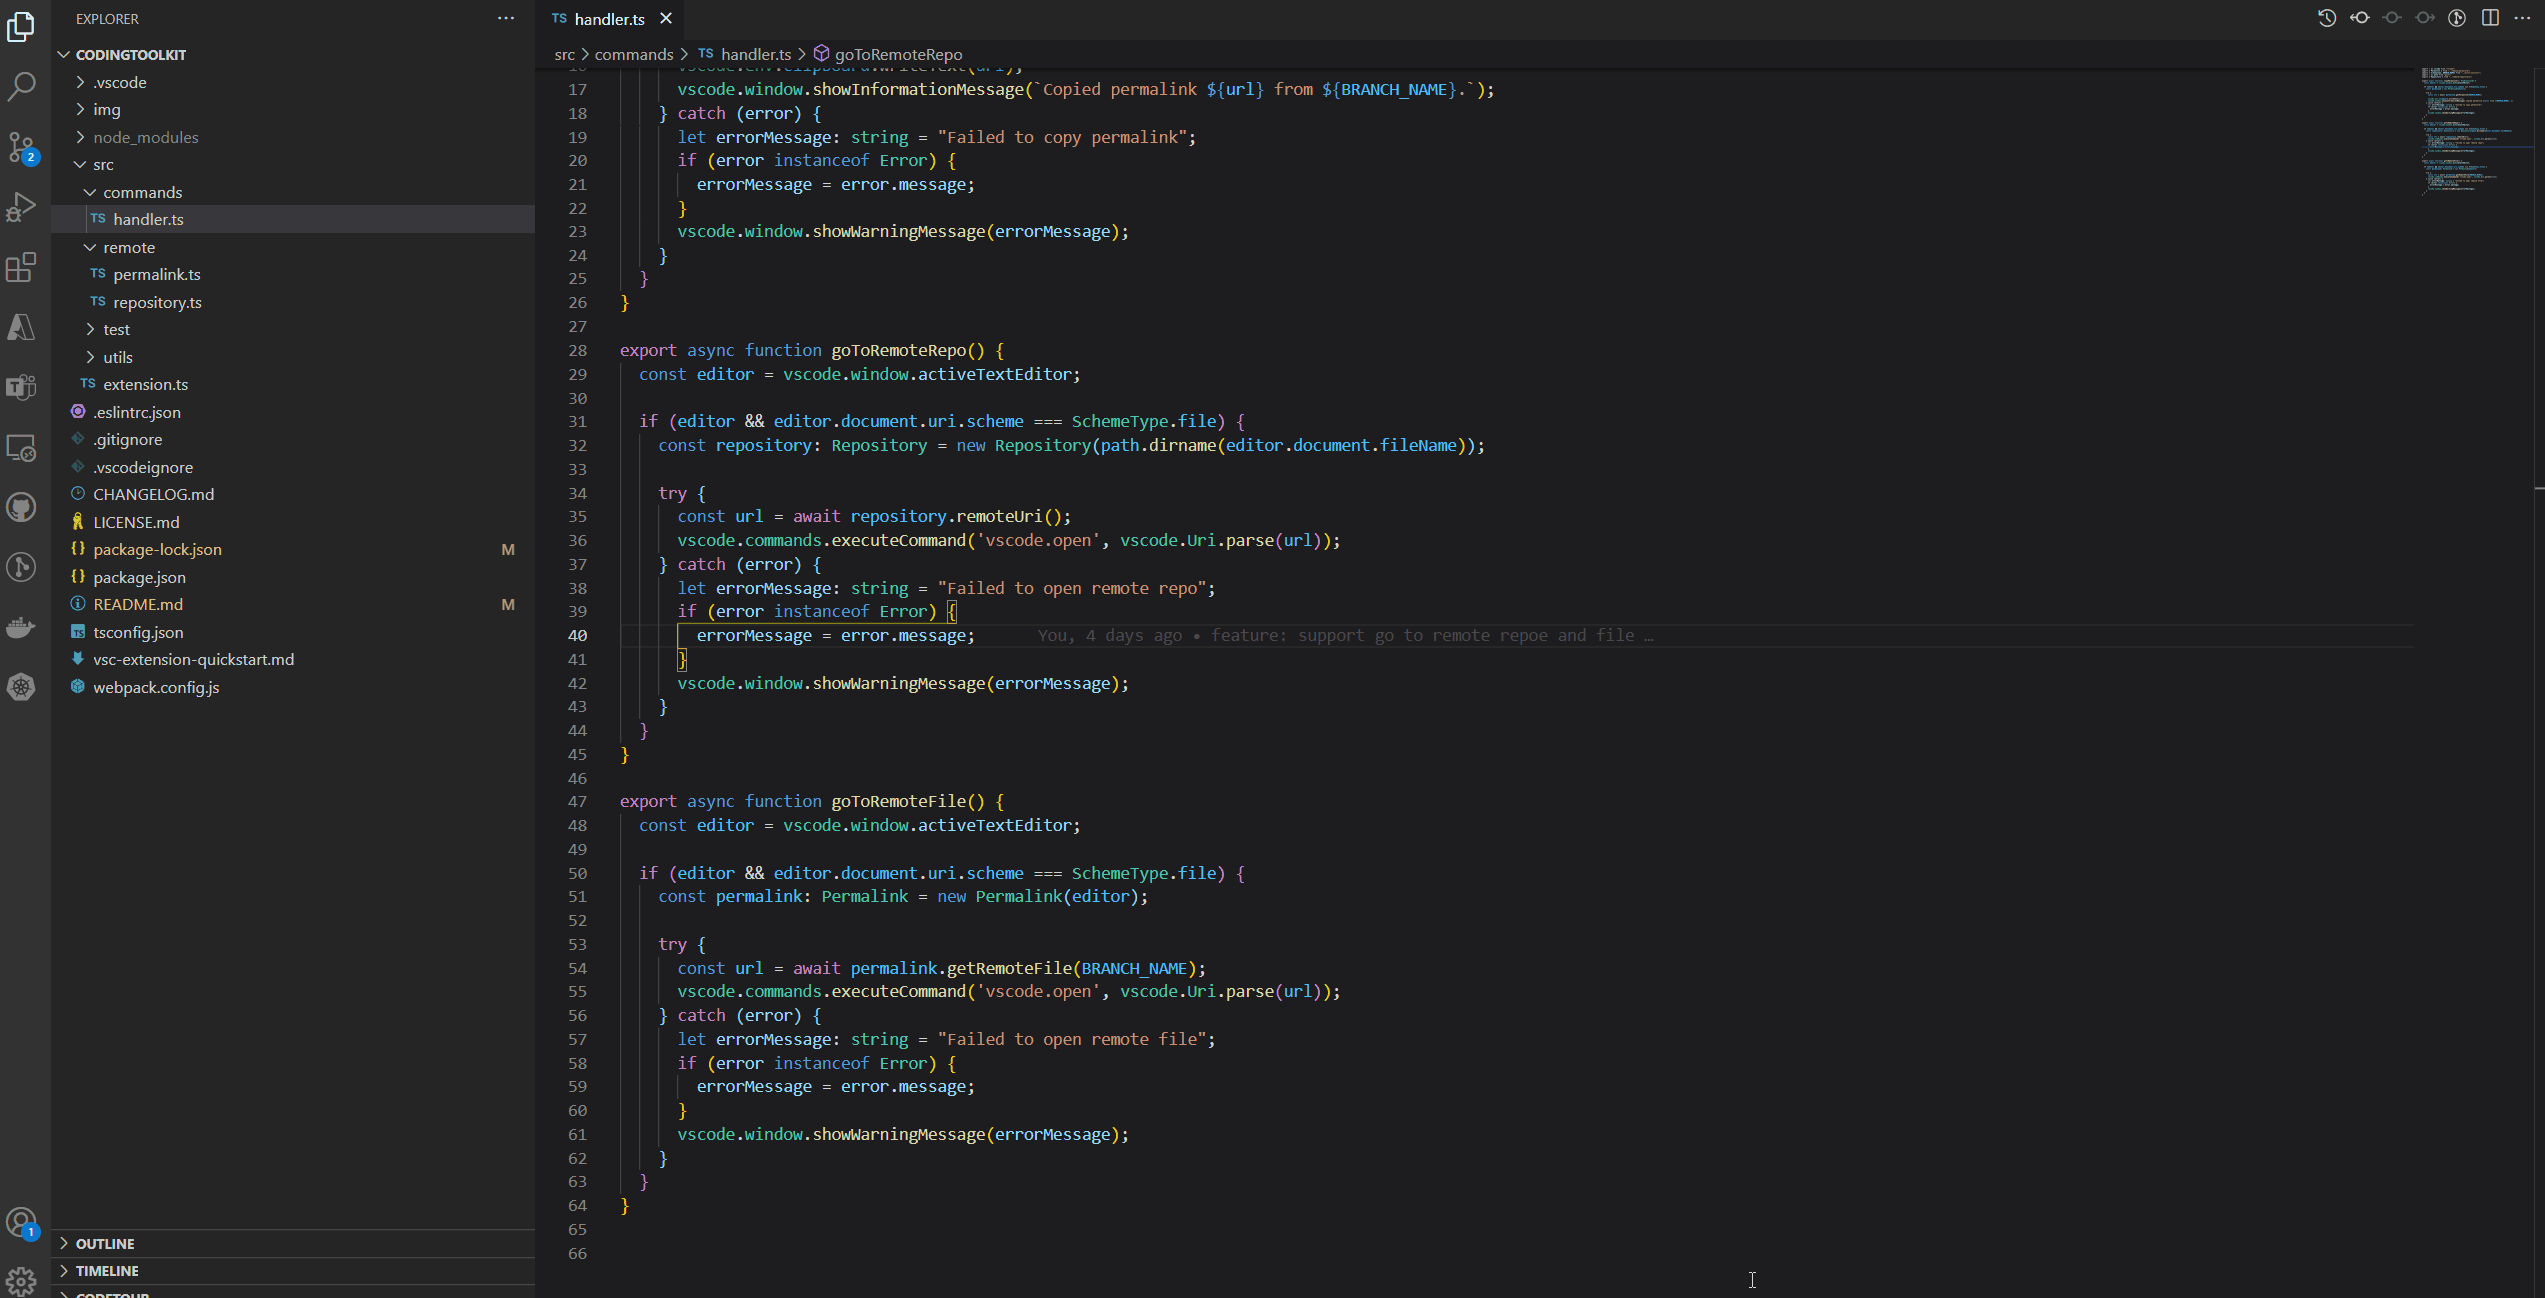 EXPLORER
CODINGTOOLKIT
.vscode
img
node_modules
src
commands
TS handler.ts
remote
TS permalink.ts
TS repository.ts
test
utils
TS extension.ts
.eslintrc.json
.gitignore
.vscodeignore
CHANGELOG.md
LICENSE.md
{} package-lock.json M
{} package.json
README.md M
TS tsconfig.json
vsc-extension-quickstart.md
webpack.config.js
OUTLINE
TIMELINE
CODETOUR
2
1
TS handler.ts
src > commands > TS handler.ts > goToRemoteRepo
16 vscode.env.clipboard.writeText(url);
17 vscode.window.showInformationMessage(`Copied permalink ${url} from ${BRANCH_NAME}.`);
18 } catch (error) {
19 let errorMessage: string = "Failed to copy permalink";
20 if (error instanceof Error) {
21 errorMessage = error.message;
22 }
23 vscode.window.showWarningMessage(errorMessage);
24 }
25 }
26 }
27
28 export async function goToRemoteRepo() {
29 const editor = vscode.window.activeTextEditor;
30
31 if (editor && editor.document.uri.scheme === SchemeType.file) {
32 const repository: Repository = new Repository(path.dirname(editor.document.fileName));
33
34 try {
35 const url = await repository.remoteUri();
36 vscode.commands.executeCommand('vscode.open', vscode.Uri.parse(url));
37 } catch (error) {
38 let errorMessage: string = "Failed to open remote repo";
39 if (error instanceof Error) {
40 errorMessage = error.message; You, 4 days ago • feature: support go to remote repoe and file …
41 }
42 vscode.window.showWarningMessage(errorMessage);
43 }
44 }
45 }
46
47 export async function goToRemoteFile() {
48 const editor = vscode.window.activeTextEditor;
49
50 if (editor && editor.document.uri.scheme === SchemeType.file) {
51 const permalink: Permalink = new Permalink(editor);
52
53 try {
54 const url = await permalink.getRemoteFile(BRANCH_NAME);
55 vscode.commands.executeCommand('vscode.open', vscode.Uri.parse(url));
56 } catch (error) {
57 let errorMessage: string = "Failed to open remote file";
58 if (error instanceof Error) {
59 errorMessage = error.message;
60 }
61 vscode.window.showWarningMessage(errorMessage);
62 }
63 }
64 }
65
66